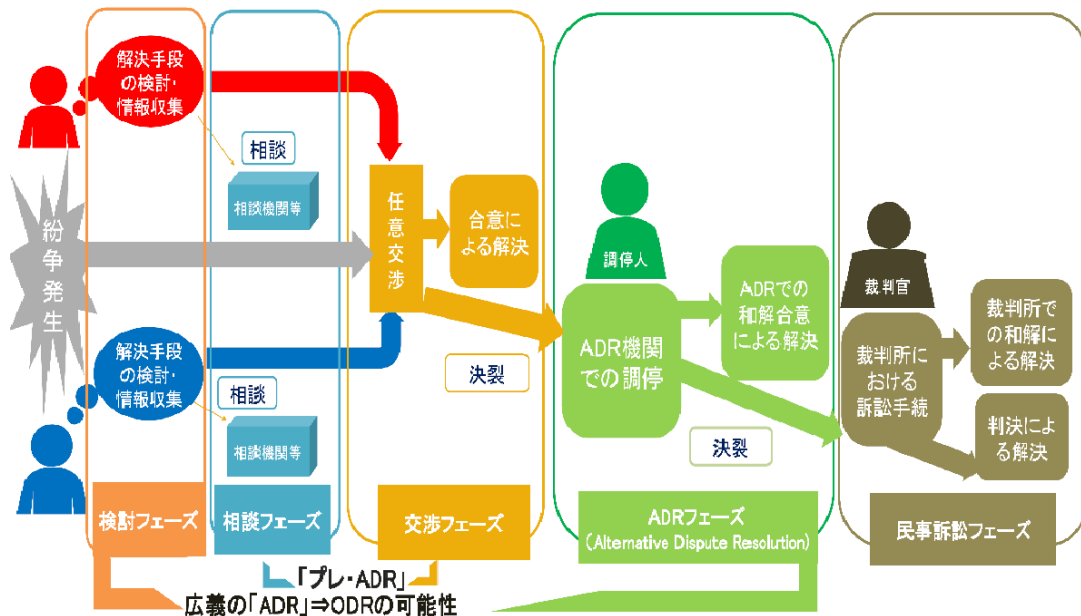 解決手段
の検討・
情報収集
相談
相談機関等
紛争発生
任意交渉
合意に
よる解決
決裂
解決手段
の検討・
情報収集
相談
相談機関等
調停人
ADR機関
での調停
ADRでの
和解合意
による解決
決裂
裁判官
裁判所に
おける
訴訟手続
裁判所で
の和解に
よる解決
判決によ
る解決
検討フェーズ
相談フェーズ
交渉フェーズ
ADRフェーズ
（Alternative Dispute Resolution)
民事訴訟フェーズ
「プレ・ADR」
広義の「ADR」⇒ODRの可能性